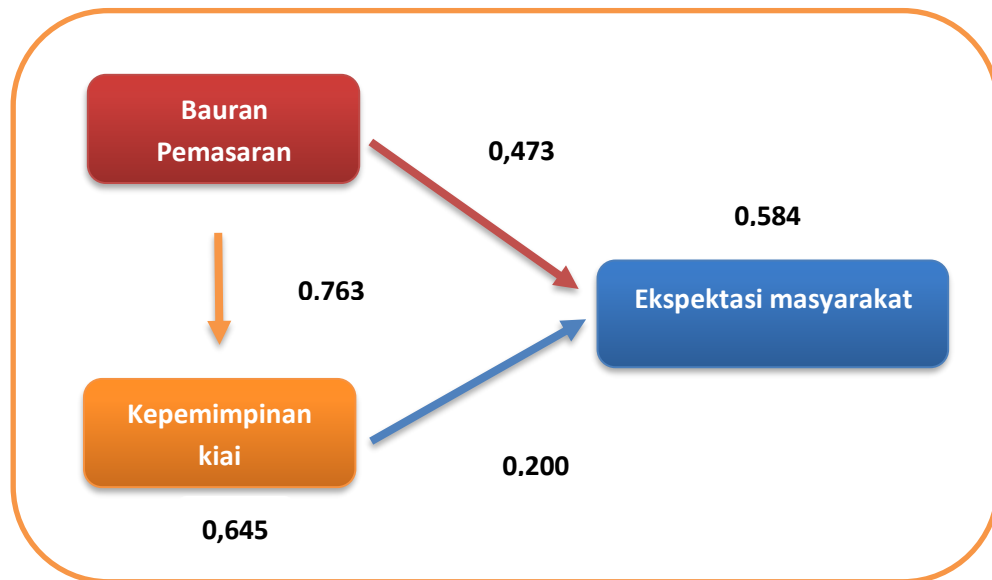 Bauran
Pemasaran
0,473
0,584
Ekspektasi masyarakat
0,763
Kepemimpinan
kiai
0,200
0,645